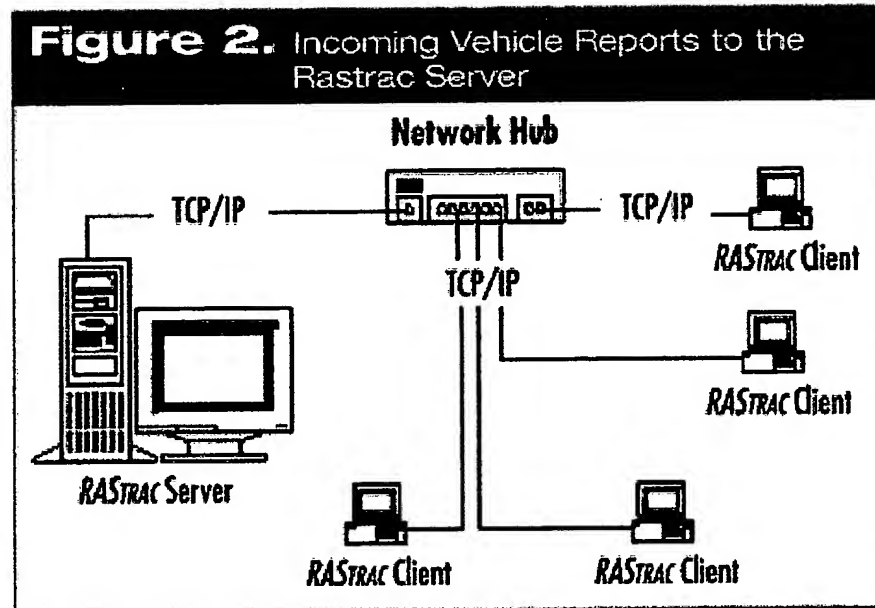 Figure 2. Incoming Vehicle Reports to the
Rastrac Server
Network Hub
TCP/IP
TCP/IP
RASTRAC Client
TCP/IP
RASTRAC Client
RASTRAC Server
RASTRAC Client
RASTRAC Client